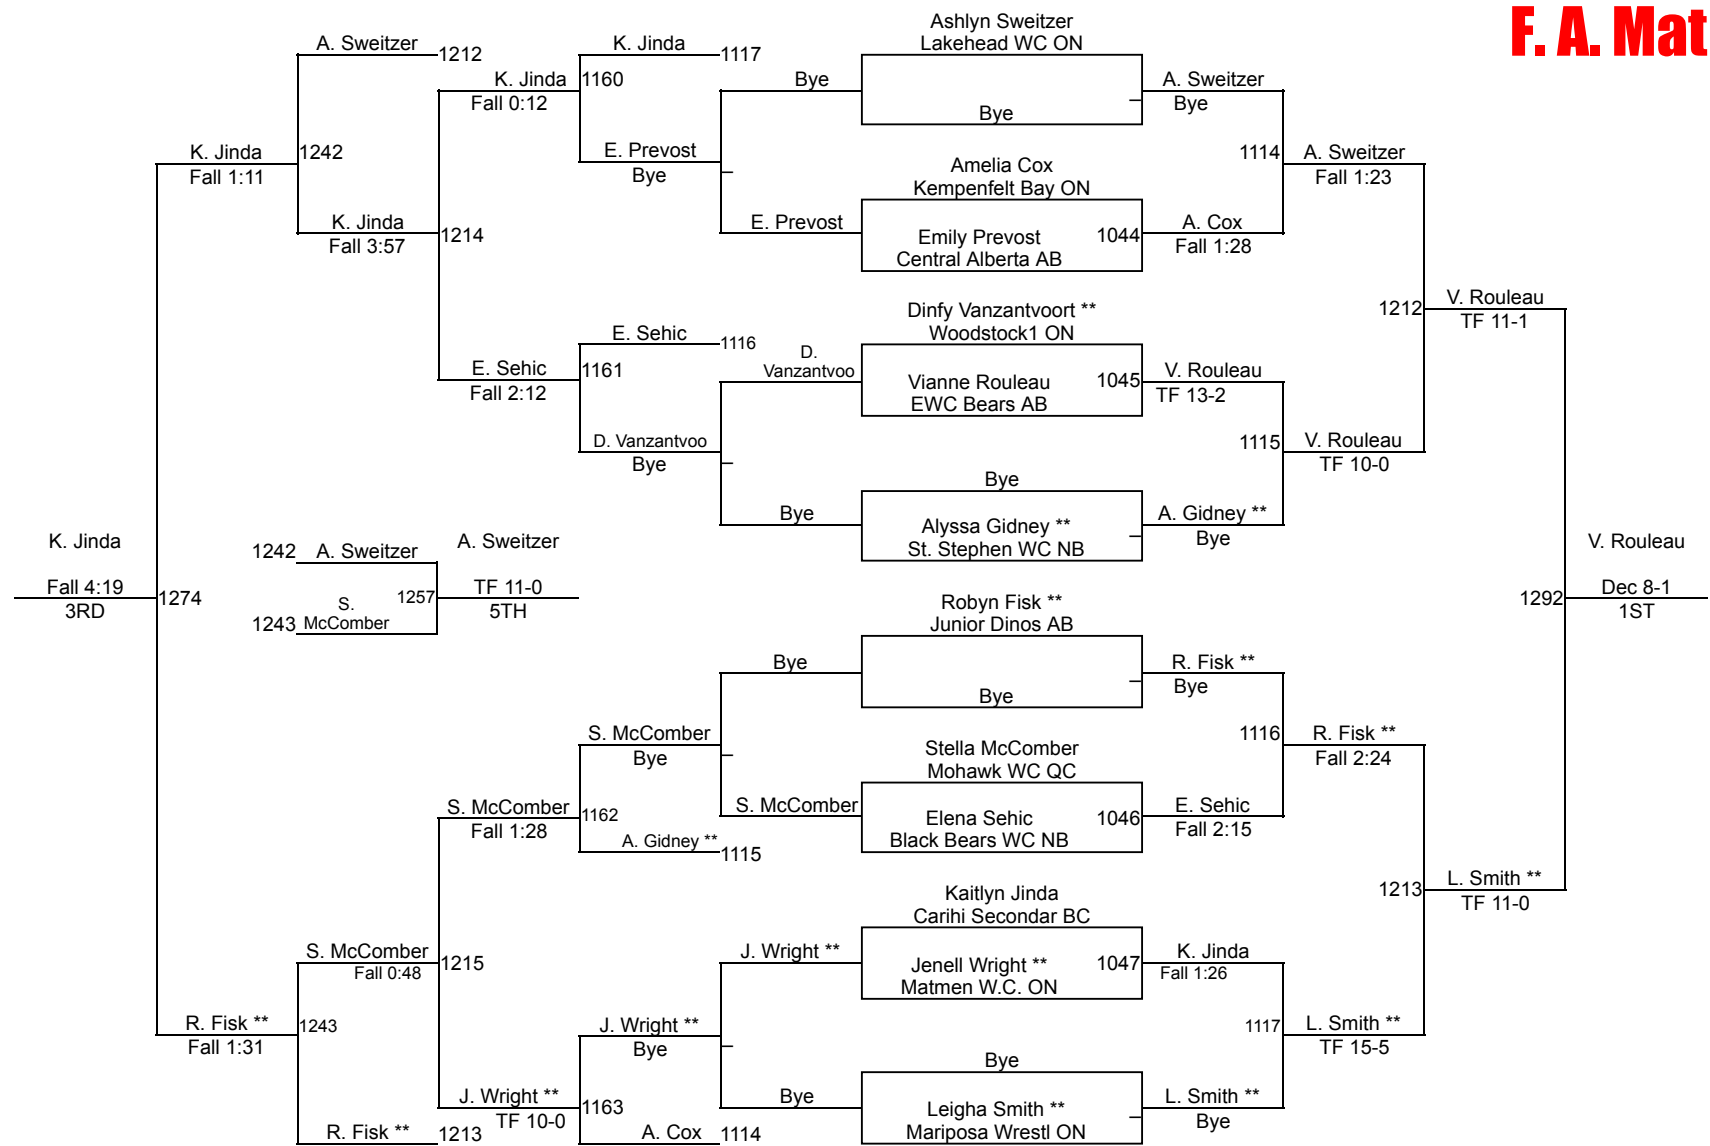 F. A. Mat
Ashlyn Sweitzer
Lakehead WC ON
A. Sweitzer
1212
K. Jinda
1117
K. Jinda
1160
Fall 0:12
Bye
Bye
A. Sweitzer
Bye
K. Jinda
1242
Fall 1:11
E. Prevost
Bye
Amelia Cox
Kempenfelt Bay ON
1114
A. Sweitzer
Fall 1:23
K. Jinda
1214
Fall 3:57
E. Prevost
Emily Prevost
1044
Central Alberta AB
A. Cox
Fall 1:28
Dinfy Vanzantvoort **
Woodstock1 ON
1212
V. Rouleau
TF 11-1
E. Sehic
1116
E. Sehic
1161
Fall 2:12
D.
Vanzantvoo
Vianne Rouleau
1045
EWC Bears AB
V. Rouleau
TF 13-2
D. Vanzantvoo
Bye
1115
V. Rouleau
TF 10-0
Bye
Bye
Alyssa Gidney **
St. Stephen WC NB
A. Gidney **
Bye
K. Jinda
Fall 4:19
3RD
1274
1242
A. Sweitzer
S.
1243
McComber
1257
A. Sweitzer
TF 11-0
5TH
V. Rouleau
1292
Dec 8-1
1ST
Robyn Fisk **
Junior Dinos AB
Bye
Bye
R. Fisk **
Bye
S. McComber
Bye
Stella McComber
Mohawk WC QC
1116
R. Fisk **
Fall 2:24
S. McComber
1162
Fall 1:28
S. McComber
Elena Sehic
1046
Black Bears WC NB
E. Sehic
Fall 2:15
A. Gidney **
1115
Kaitlyn Jinda
Carihi Secondar BC
1213
L. Smith **
TF 11-0
S. McComber
1215
Fall 0:48
J. Wright **
Jenell Wright **
1047
Matmen W.C. ON
K. Jinda
Fall 1:26
R. Fisk **
1243
Fall 1:31
J. Wright **
Bye
1117
L. Smith **
TF 15-5
Bye
J. Wright **
1163
TF 10-0
Bye
Leigha Smith **
Mariposa Wrestl ON
L. Smith **
Bye
R. Fisk **
1213
A. Cox
1114